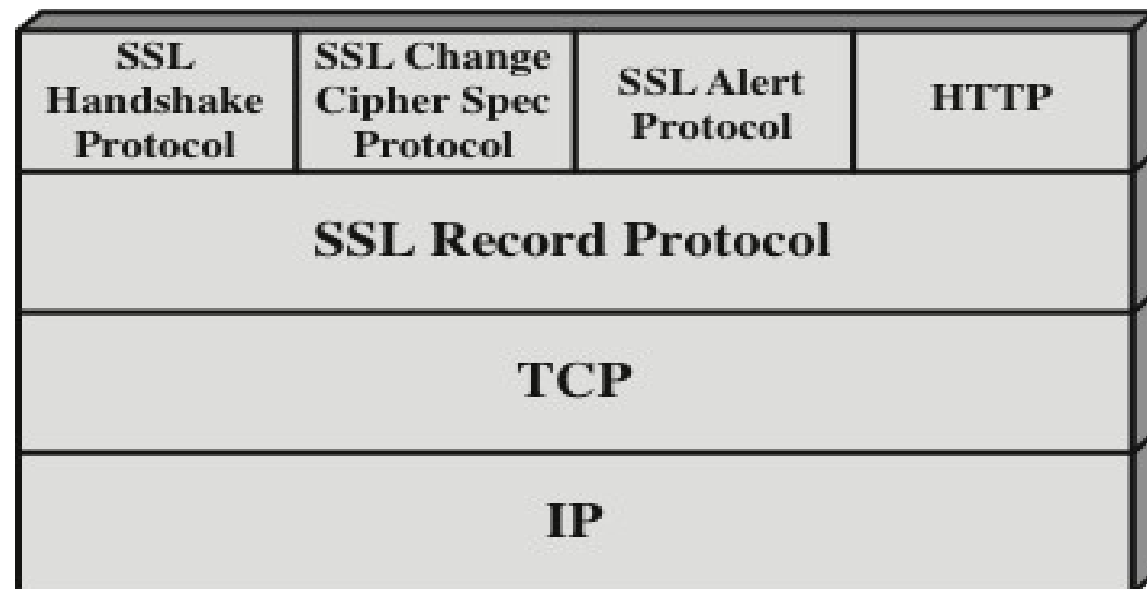 SSL
Handshake
Protocol
SSL Change
Cipher Spec
Protocol
SSL Alert
Protocol
HTTP
SSL Record Protocol
TCP
IP